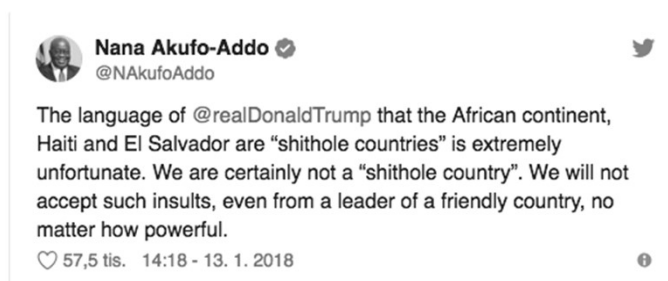 Nana Akufo-Addo
@NAkufoAddo
The language of @realDonaldTrump that the African continent,
Haiti and El Salvador are “shithole countries” is extremely
unfortunate. We are certainly not a “shithole country”. We will not
accept such insults, even from a leader of a friendly country, no
matter how powerful.
57,5 tis. 14:18 - 13. 1. 2018